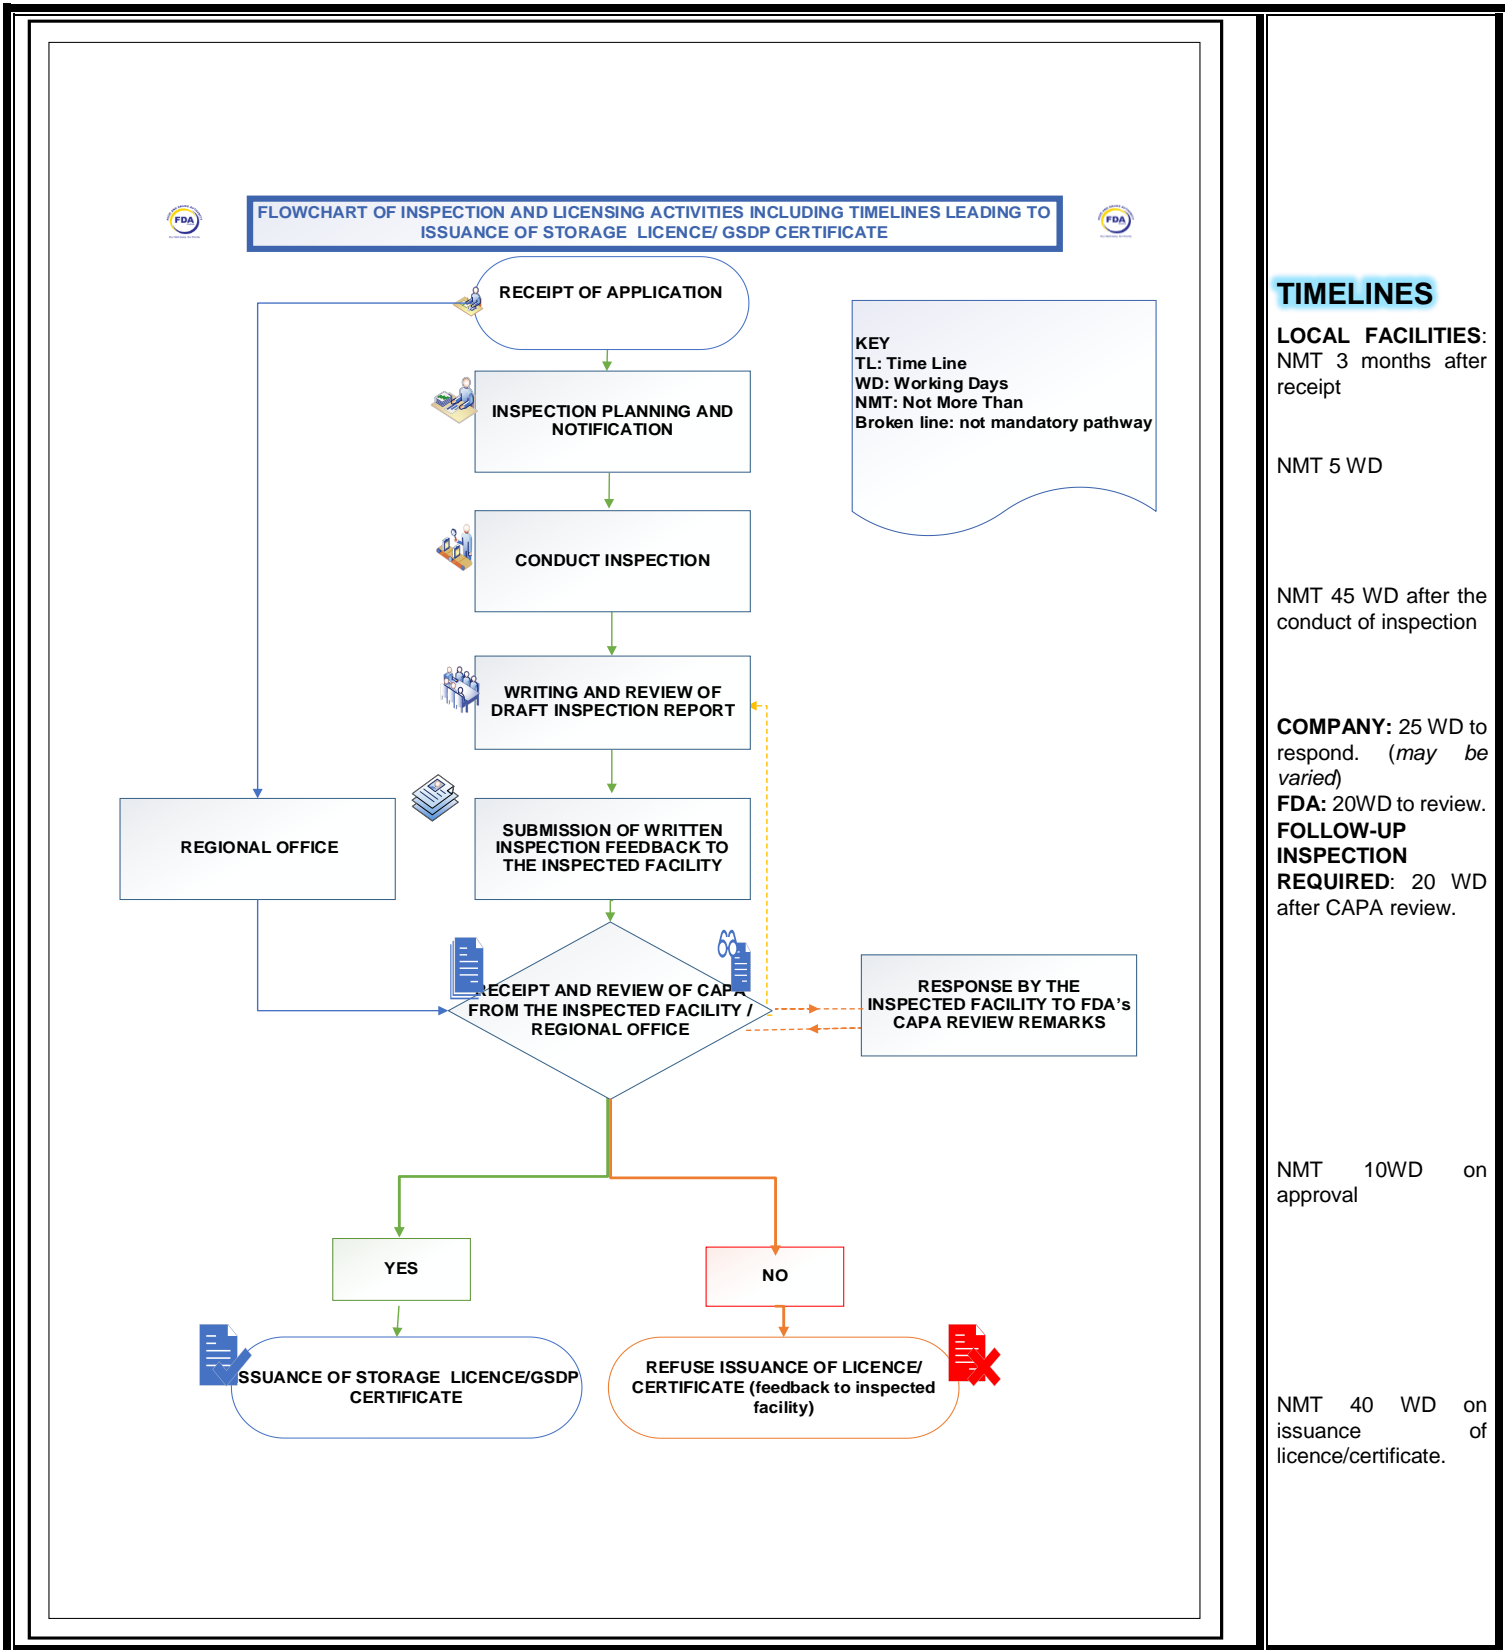 FLOWCHART OF INSPECTION AND LICENSING ACTIVITIES INCLUDING TIMELINES LEADING TO
ISSUANCE OF STORAGE LICENCE/ GSDP CERTIFICATE
FDA
FDA
RECEIPT OF APPLICATION
KEY
TL: Time Line
WD: Working Days
NMT: Not More Than
Broken line: not mandatory pathway
INSPECTION PLANNING AND
NOTIFICATION
CONDUCT INSPECTION
WRITING AND REVIEW OF
DRAFT INSPECTION REPORT
REGIONAL OFFICE
SUBMISSION OF WRITTEN
INSPECTION FEEDBACK TO
THE INSPECTED FACILITY
RECEIPT AND REVIEW OF CAPA
FROM THE INSPECTED FACILITY /
REGIONAL OFFICE
RESPONSE BY THE
INSPECTED FACILITY TO FDA's
CAPA REVIEW REMARKS
YES
NO
SSUANCE OF STORAGE LICENCE/GSDP
CERTIFICATE
REFUSE ISSUANCE OF LICENCE/
CERTIFICATE (feedback to inspected
facility)
TIMELINES
LOCAL FACILITIES:
NMT 3 months after
receipt
NMT 5 WD
NMT 45 WD after the
conduct of inspection
COMPANY: 25 WD to
respond. (may be
varied)
FDA: 20WD to review.
FOLLOW-UP
INSPECTION
REQUIRED: 20 WD
after CAPA review.
NMT 10WD on
approval
NMT 40 WD on
issuance of
licence/certificate.